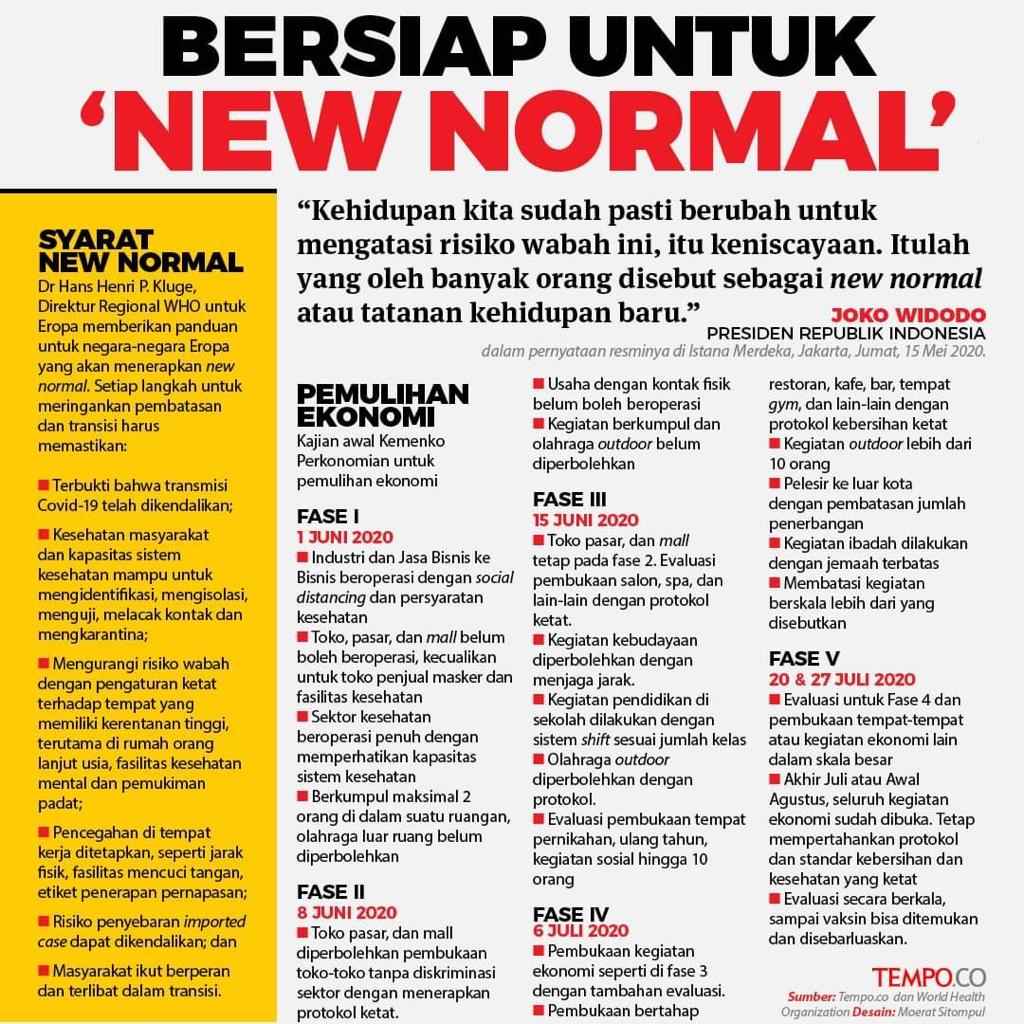 BERSIAP UNTUK
‘NEW NORMAL’
SYARAT
NEW NORMAL
Dr Hans Henri P. Kluge,
Direktur Regional WHO untuk
Eropa memberikan panduan
untuk negara-negara Eropa
yang akan menerapkan new
normal. Setiap langkah untuk
meringankan pembatasan
dan transisi harus
memastikan:
■ Terbukti bahwa transmisi
Covid-19 telah dikendalikan;
■ Kesehatan masyarakat
dan kapasitas sistem
kesehatan mampu untuk
mengidentifikasi, mengisolasi,
menguji, melacak kontak dan
mengkarantina;
■ Mengurangi risiko wabah
dengan pengaturan ketat
terhadap tempat yang
memiliki kerentanan tinggi,
terutama di rumah orang
lanjut usia, fasilitas kesehatan
mental dan pemukiman
padat;
■ Pencegahan di tempat
kerja ditetapkan, seperti jarak
fisik, fasilitas mencuci tangan,
etiket penerapan pernapasan;
■ Risiko penyebaran imported
case dapat dikendalikan; dan
■ Masyarakat ikut berperan
dan terlibat dalam transisi.
“Kehidupan kita sudah pasti berubah untuk
mengatasi risiko wabah ini, itu keniscayaan. Itulah
yang oleh banyak orang disebut sebagai new normal
atau tatanan kehidupan baru.”
JOKO WIDODO
PRESIDEN REPUBLIK INDONESIA
dalam pernyataan resminya di Istana Merdeka, Jakarta, Jumat, 15 Mei 2020.
PEMULIHAN
EKONOMI
Kajian awal Kemenko
Perkonomian untuk
pemulihan ekonomi
FASE I
1 JUNI 2020
■ Industri dan Jasa Bisnis ke
Bisnis beroperasi dengan social
distancing dan persyaratan
kesehatan
■ Toko, pasar, dan mall belum
boleh beroperasi, kecualikan
untuk toko penjual masker dan
fasilitas kesehatan
■ Sektor kesehatan
beroperasi penuh dengan
memperhatikan kapasitas
sistem kesehatan
■ Berkumpul maksimal 2
orang di dalam suatu ruangan,
olahraga luar ruang belum
diperbolehkan
FASE II
8 JUNI 2020
■ Toko, pasar, dan mall
diperbolehkan pembukaan
toko-toko tanpa diskriminasi
sektor dengan menerapkan
protokol ketat.
■ Usaha dengan kontak fisik
belum boleh beroperasi
■ Kegiatan berkumpul dan
olahraga outdoor belum
diperbolehkan
FASE III
15 JUNI 2020
■ Toko pasar, dan mall
tetap pada fase 2. Evaluasi
pembukaan salon, spa, dan
lain-lain dengan protokol
ketat.
■ Kegiatan kebudayaan
diperbolehkan dengan
menjaga jarak.
■ Kegiatan pendidikan di
sekolah dilakukan dengan
sistem shift sesuai jumlah kelas
■ Olahraga outdoor
diperbolehkan dengan
protokol.
■ Evaluasi pembukaan tempat
pernikahan, ulang tahun,
kegiatan sosial hingga 10
orang
FASE IV
6 JULI 2020
■ Pembukaan kegiatan
ekonomi seperti di fase 3
dengan tambahan evaluasi.
■ Pembukaan bertahap
restoran, kafe, bar, tempat
gym, dan lain-lain dengan
protokol kebersihan ketat
■ Kegiatan outdoor lebih dari
10 orang
■ Pelesir ke luar kota
dengan pembatasan jumlah
penerbangan
■ Kegiatan ibadah dilakukan
dengan jemaah terbatas
■ Membatasi kegiatan
berskala lebih dari yang
disebutkan
FASE V
20 & 27 JULI 2020
■ Evaluasi untuk Fase 4 dan
pembukaan tempat-tempat
atau kegiatan ekonomi lain
dalam skala besar
■ Akhir Juli atau Awal
Agustus, seluruh kegiatan
ekonomi sudah dibuka. Tetap
mempertahankan protokol
dan standar kebersihan dan
kesehatan yang ketat
■ Evaluasi secara berkala,
sampai vaksin bisa ditemukan
dan disebarluaskan.
TEMPO.CO
Sumber: Tempo.co dan World Health
Organization Desain: Moerat Sitompul